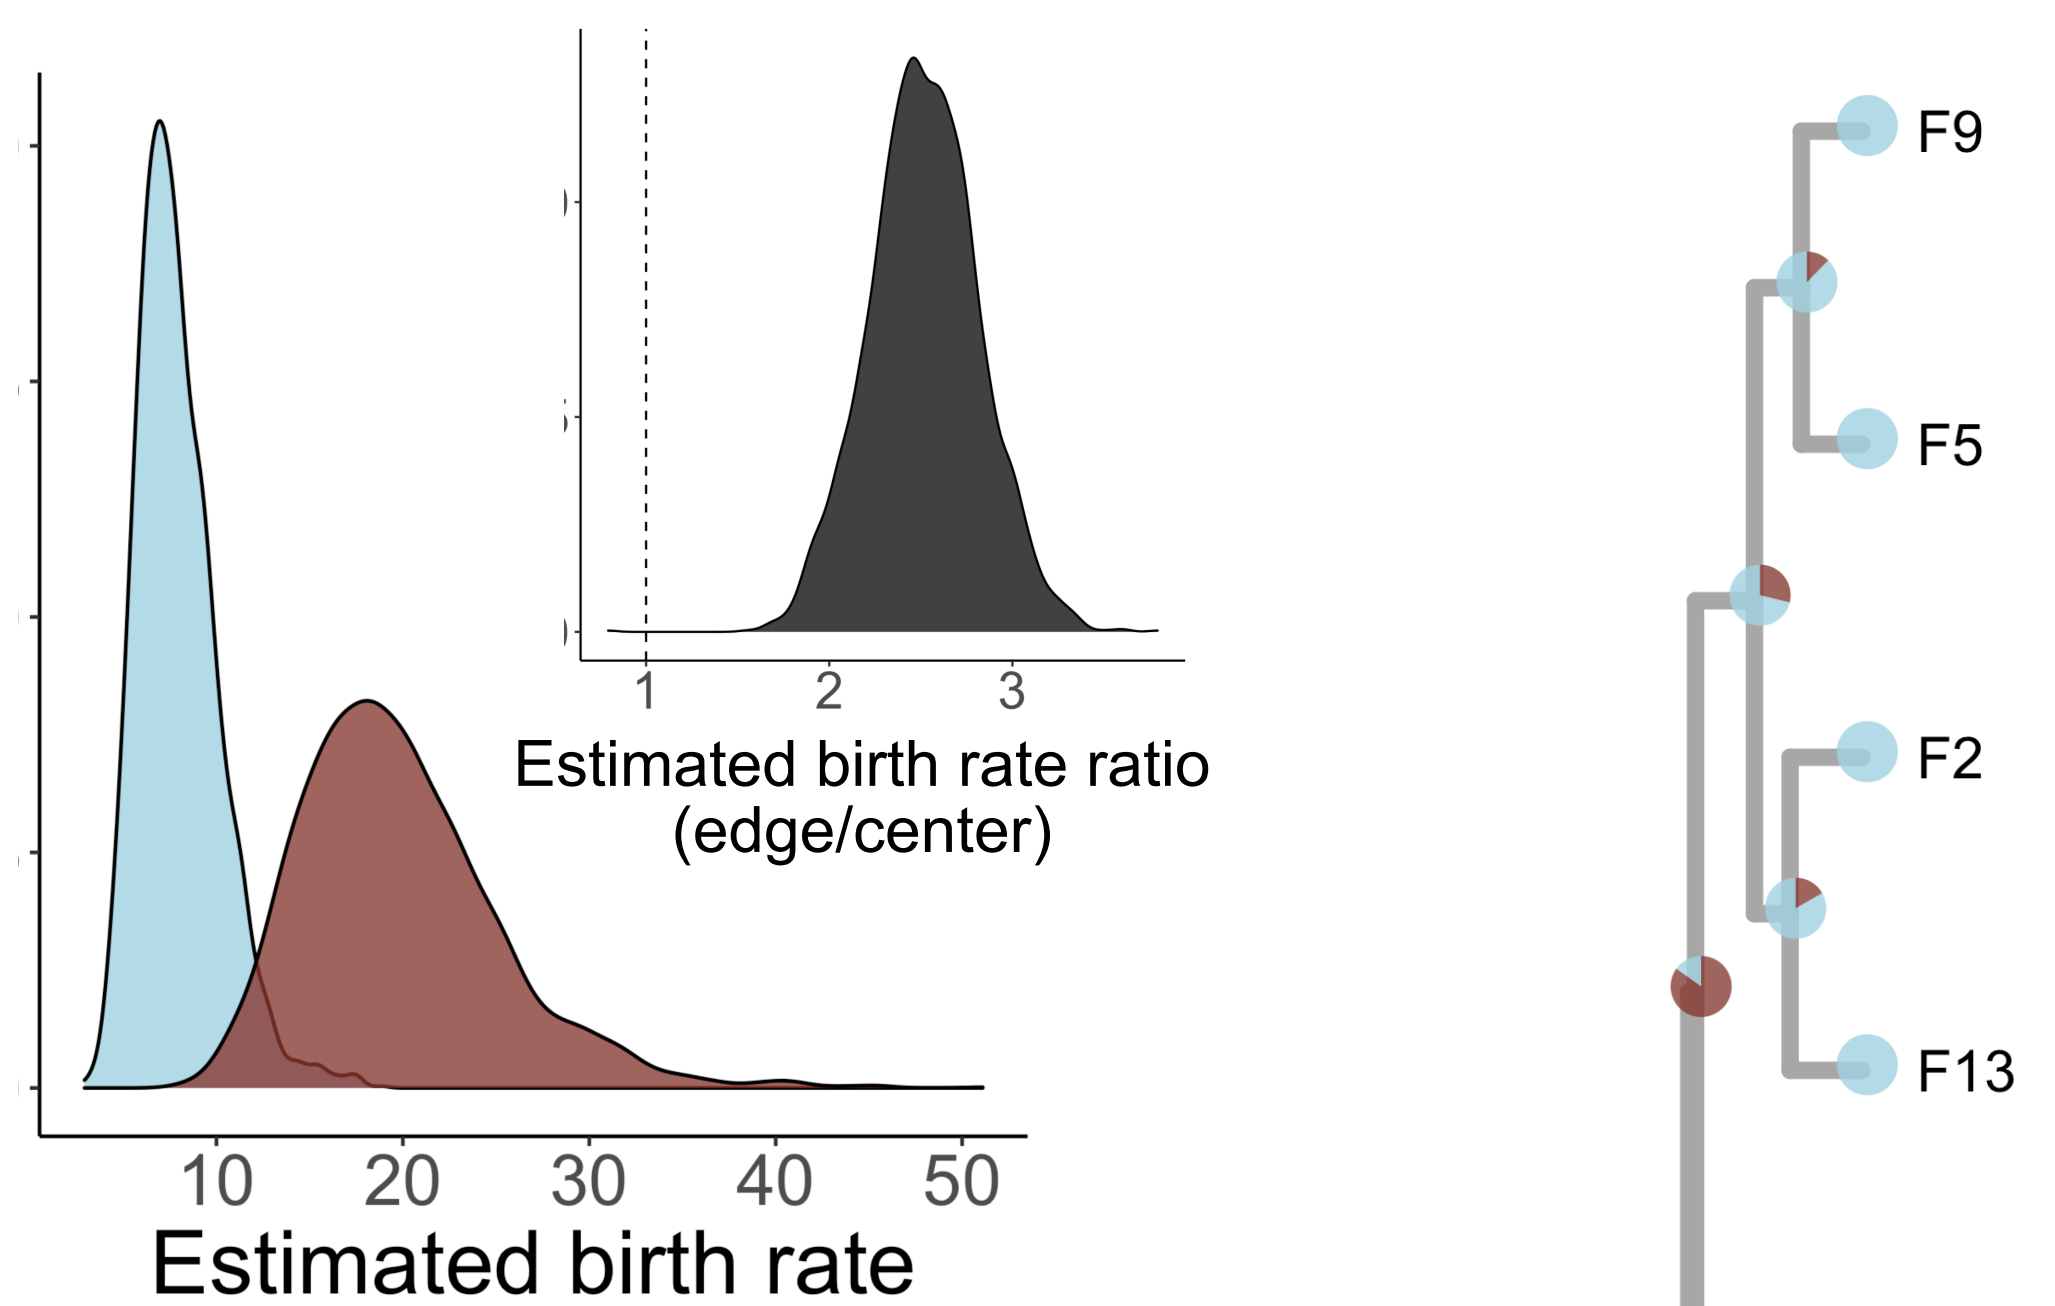 1 2 3
Estimated birth rate ratio
(edge/center)
10 20 30 40 50
Estimated birth rate
F9
F5
F2
F13